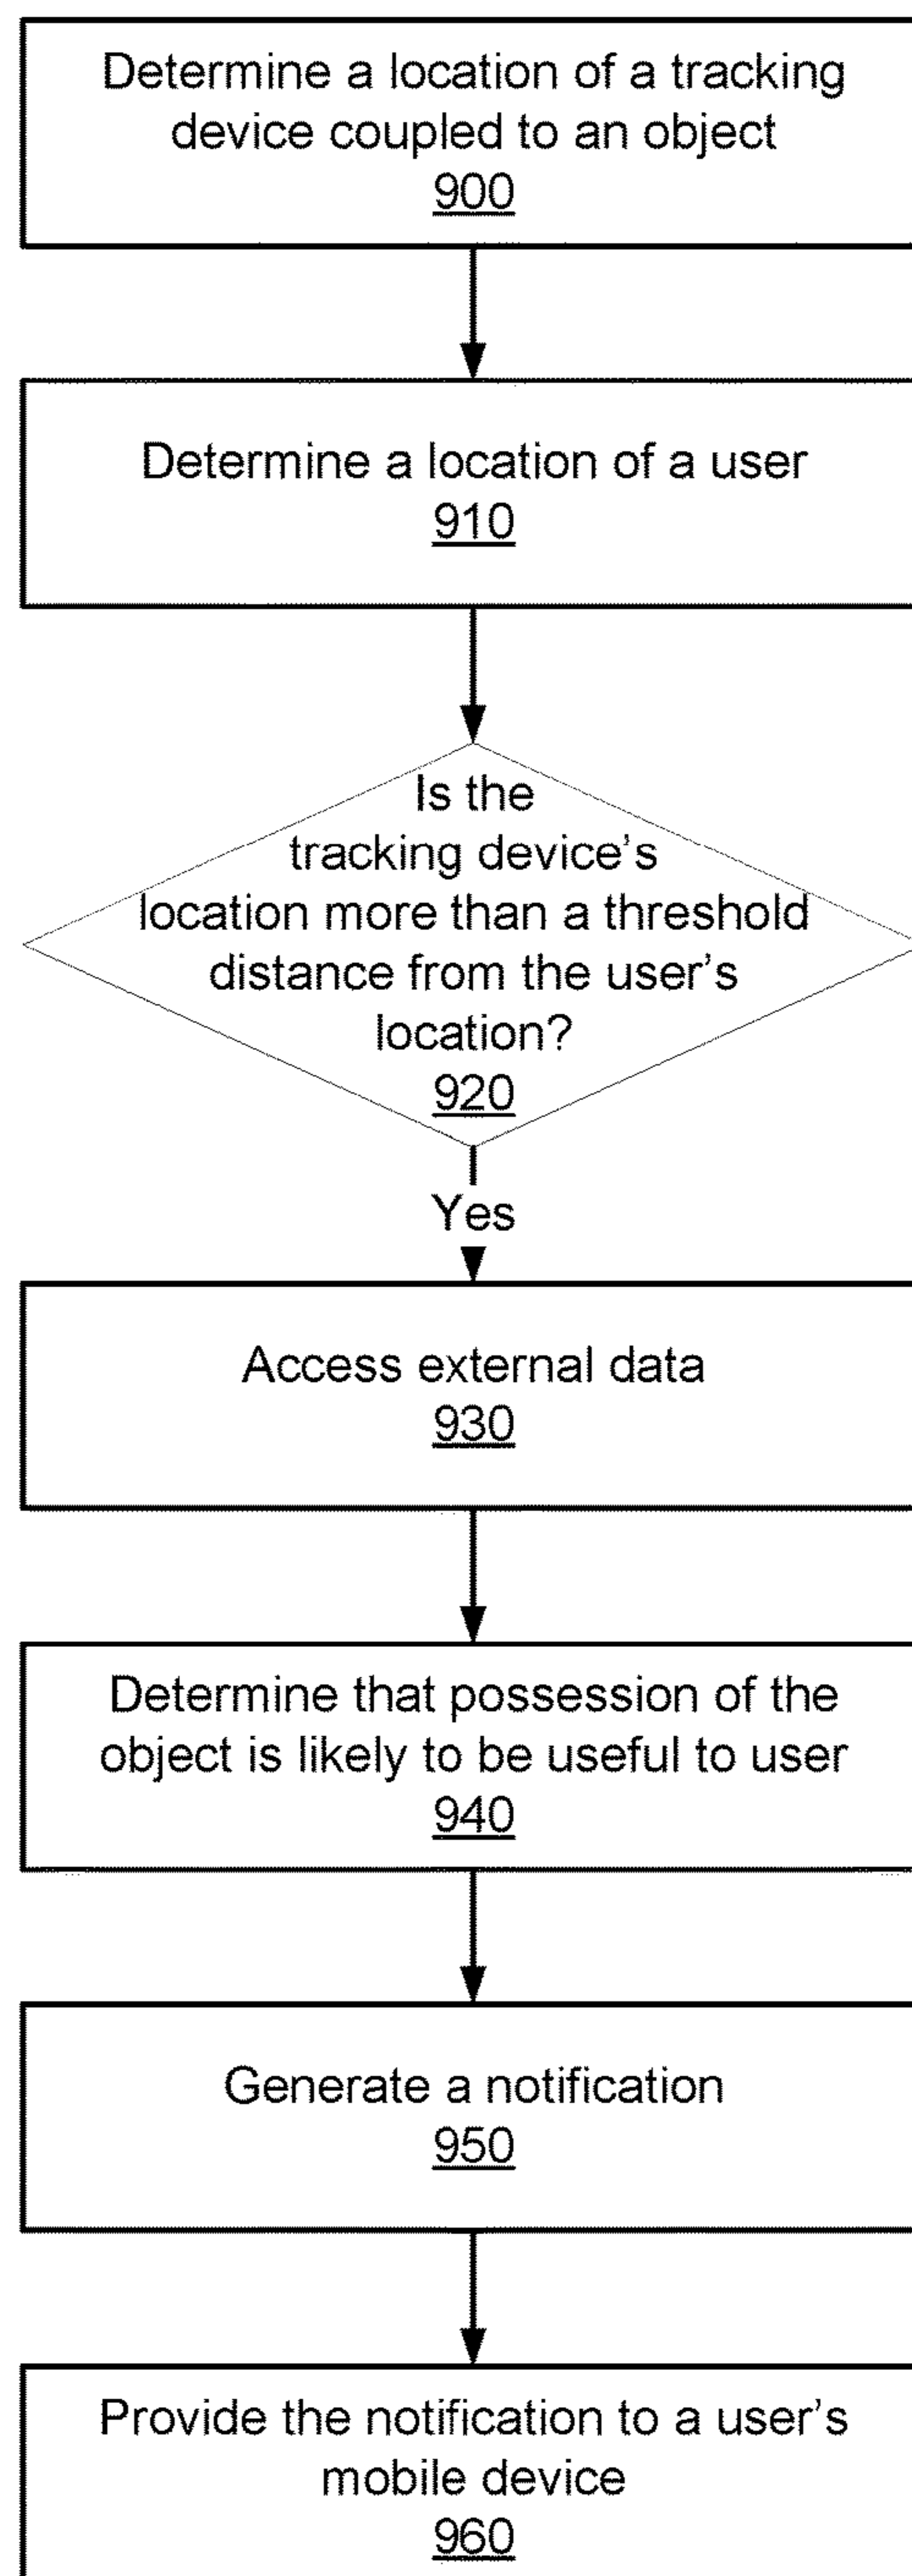 Determine a location of a tracking
device coupled to an object
900
Determine a location of a user
910
Is the
tracking device's
location more than a threshold
distance from the user's
location?
920
Yes
Access external data
930
Determine that possession of the
object is likely to be useful to user
940
Generate a notification
950
Provide the notification to a user's
mobile device
960